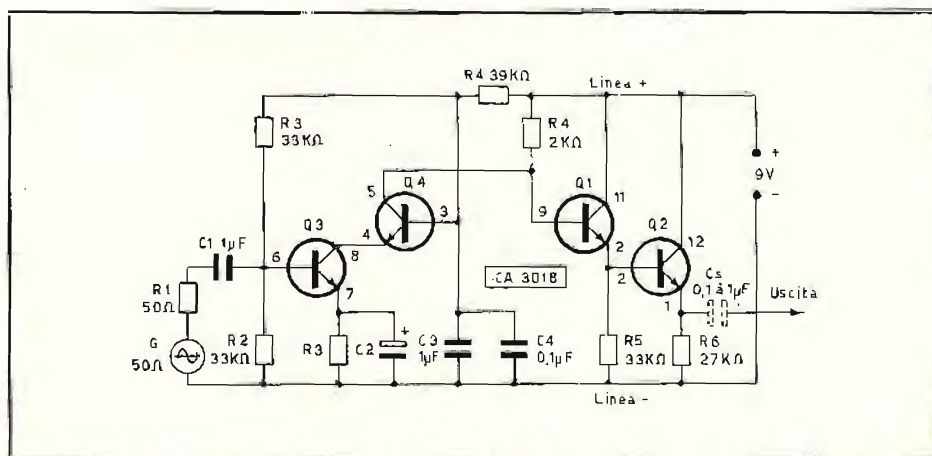 R4 39KΩ
Linea +
R3
33KΩ
R4
2KΩ
+
9V
-
5
Q4
3
Q1
11
9
Q3
4
8
C1 1µF
6
7
2
Q2
12
CA 3018
2
Cs
0,1 à 1µF
Uscita
1
R1
50Ω
G
50Ω
R2
33KΩ
R3
C2
+
C3
1µF
C4
0,1µF
R5
33KΩ
R6
27KΩ
Linea -